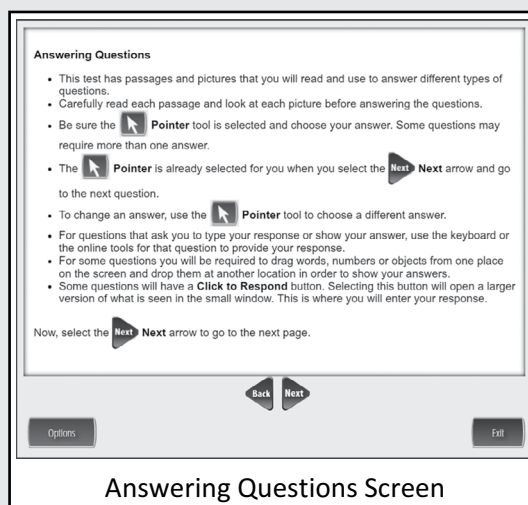 Answering Questions
• This test has passages and pictures that you will read and use to answer different types of
questions.
• Carefully read each passage and look at each picture before answering the questions.
• Be sure the Pointer tool is selected and choose your answer. Some questions may
require more than one answer.
• The Pointer is already selected for you when you select the Next Next arrow and go
to the next question.
• To change an answer, use the Pointer tool to choose a different answer.
• For questions that ask you to type your response or show your answer, use the keyboard or
the online tools for that question to provide your response.
• For some questions you will be required to drag words, numbers or objects from one place
on the screen and drop them at another location in order to show your answers.
• Some questions will have a Click to Respond button. Selecting this button will open a larger
version of what is seen in the small window. This is where you will enter your response.
Now, select the Next Next arrow to go to the next page.
Back Next
Options Exit
Answering Questions Screen